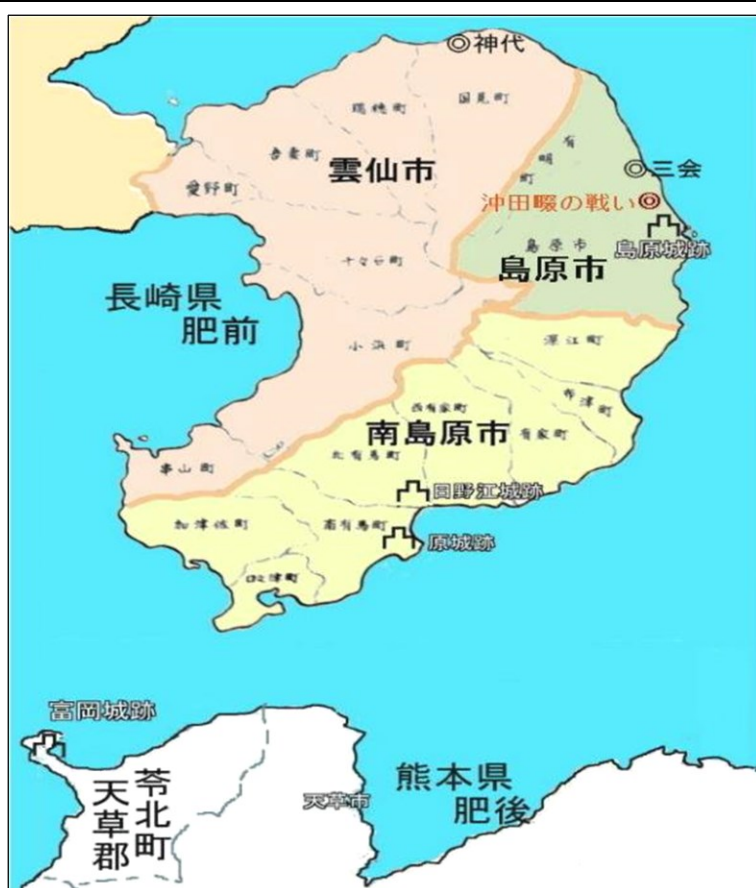 神代
国見町
瑞穂町
吾妻町
愛野町
雲仙市
有明町
三会
沖田畷の戦い
島原市
島原城跡
島原市
千々石町
長崎県
肥前
小浜町
深江町
布津町
西有家町
有家町
南島原市
北有馬町
串山町
日野江城跡
加津佐町
南有馬町
原城跡
口之津町
富岡城跡
苓北町
天草郡
天草市
熊本県
肥後